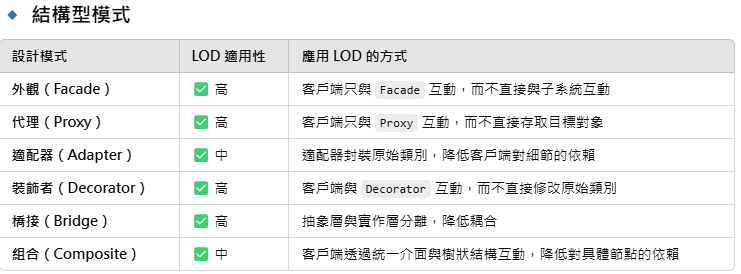 結構型模式
設計模式 LOD 適用性 應用 LOD 的方式
外觀（Facade） ✅ 高 客戶端只與 Facade 互動，而不直接與子系統互動
代理（Proxy） ✅ 高 客戶端只與 Proxy 互動，而不直接存取目標對象
適配器（Adapter） ✅ 中 適配器封裝原始類別，降低客戶端對細節的依賴
裝飾者（Decorator） ✅ 高 客戶端與 Decorator 互動，而不直接修改原始類別
橋接（Bridge） ✅ 高 抽象層與實作層分離，降低耦合
組合（Composite） ✅ 中 客戶端透過統一介面與樹狀結構互動，降低對具體節點的依賴